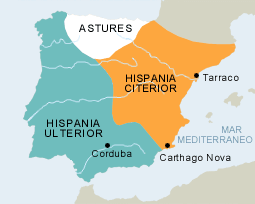 ASTURES
HISPANIA
CITERIOR
Tarraco
HISPANIA
ULTERIOR
MAR
MEDITERRANEO
Corduba
Carthago Nova